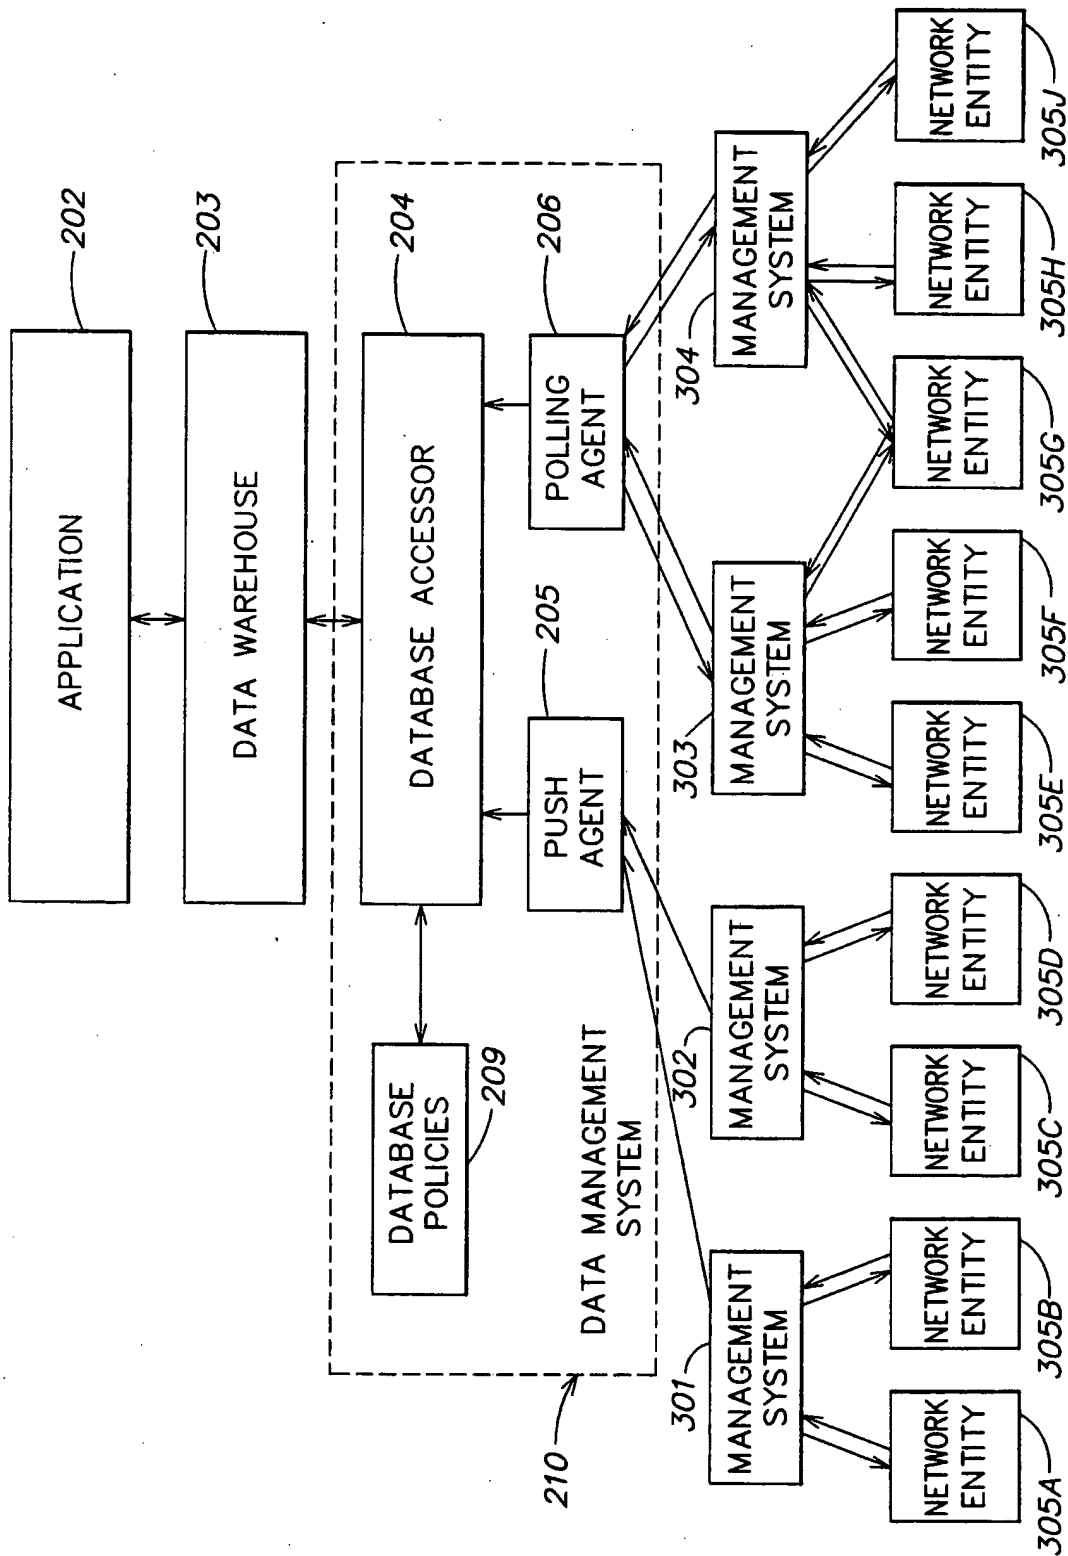 APPLICATION
202
DATA WAREHOUSE
203
DATABASE ACCESSOR
204
DATABASE
POLICIES
209
PUSH
AGENT
205
POLLING
AGENT
206
DATA MANAGEMENT
SYSTEM
210
301
MANAGEMENT
SYSTEM
302
MANAGEMENT
SYSTEM
303
MANAGEMENT
SYSTEM
304
MANAGEMENT
SYSTEM
NETWORK
ENTITY
305A
NETWORK
ENTITY
305B
NETWORK
ENTITY
305C
NETWORK
ENTITY
305D
NETWORK
ENTITY
305E
NETWORK
ENTITY
305F
NETWORK
ENTITY
305G
NETWORK
ENTITY
305H
NETWORK
ENTITY
305J